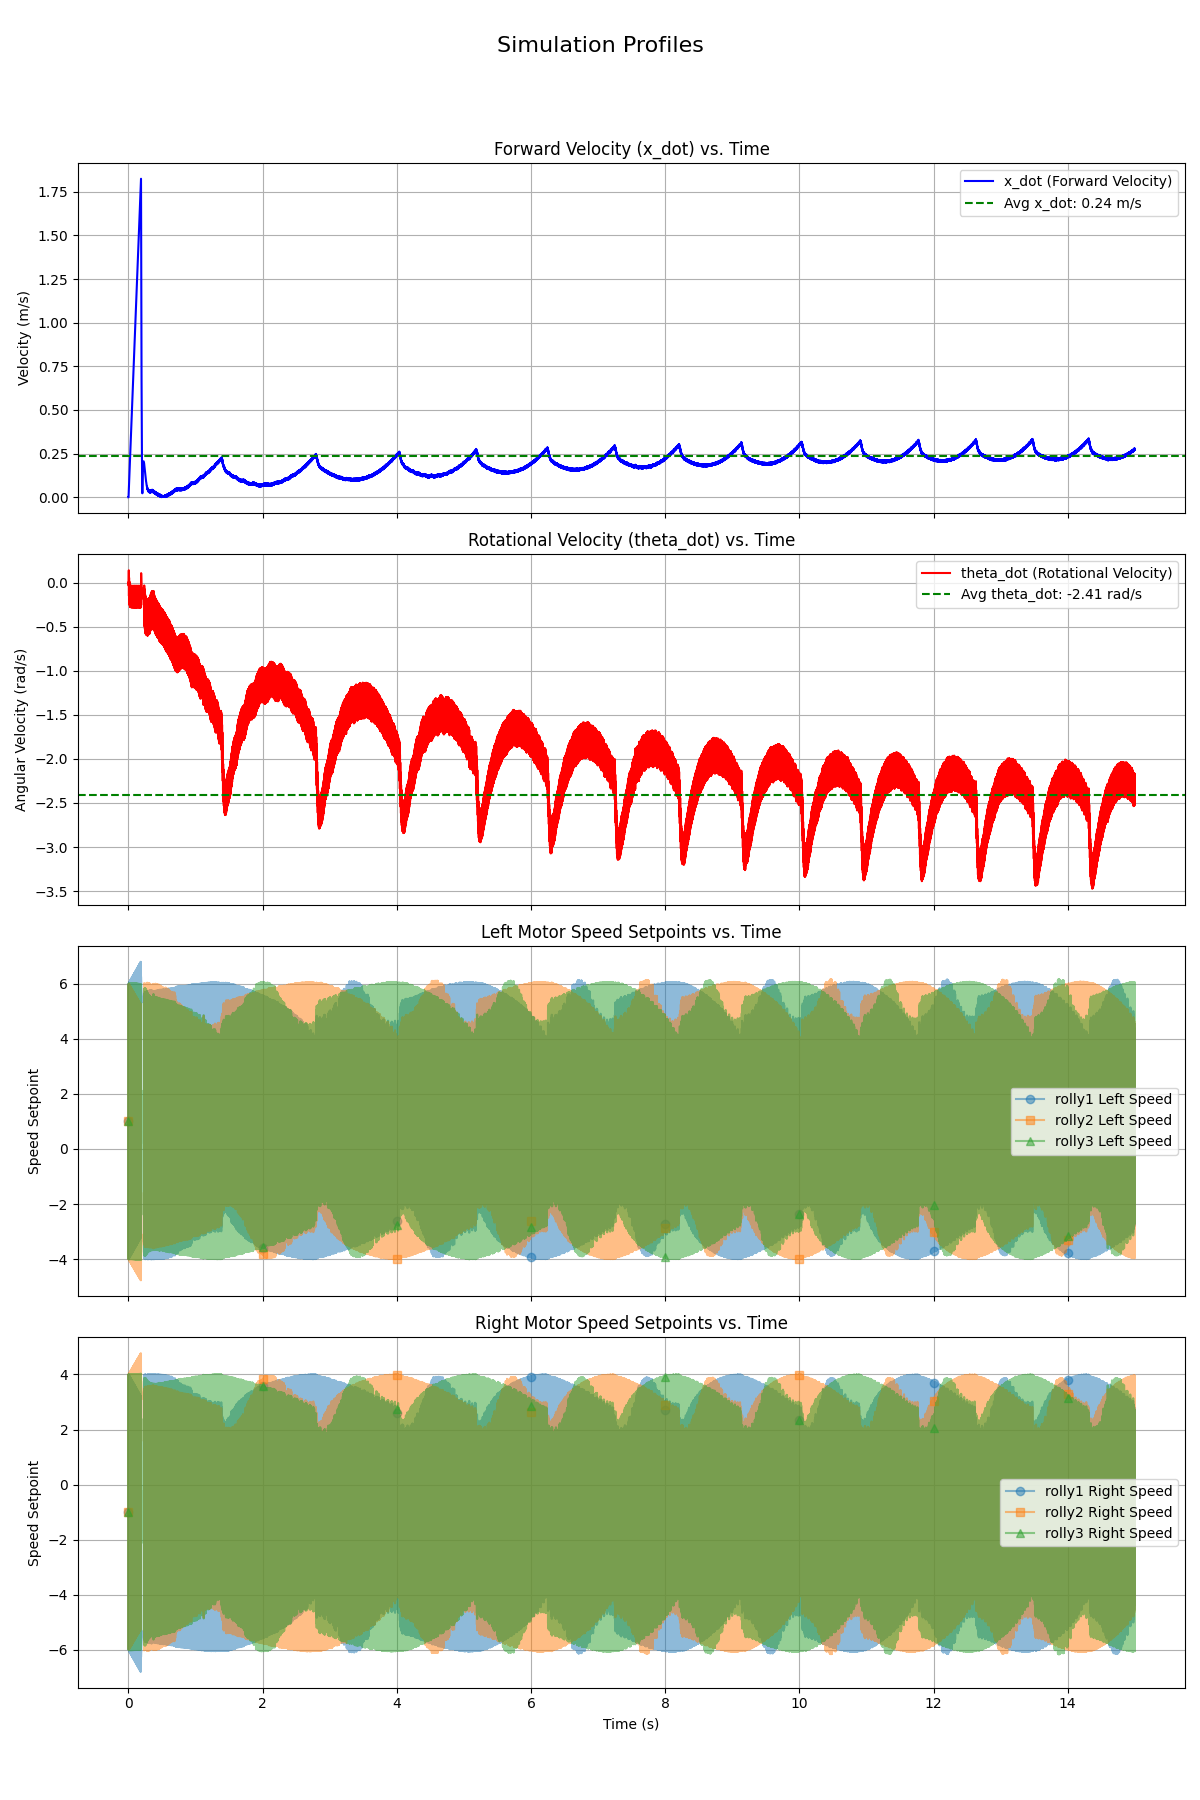 Simulation Profiles
Forward Velocity (x_dot) vs. Time
Velocity (m/s)
1.75
1.50
1.25
1.00
0.75
0.50
0.25
0.00
x_dot (Forward Velocity)
Avg x_dot: 0.24 m/s
Rotational Velocity (theta_dot) vs. Time
Angular Velocity (rad/s)
0.0
−0.5
−1.0
−1.5
−2.0
−2.5
−3.0
−3.5
theta_dot (Rotational Velocity)
Avg theta_dot: -2.41 rad/s
Left Motor Speed Setpoints vs. Time
Speed Setpoint
6
4
2
0
−2
−4
rolly1 Left Speed
rolly2 Left Speed
rolly3 Left Speed
Right Motor Speed Setpoints vs. Time
Speed Setpoint
4
2
0
−2
−4
−6
rolly1 Right Speed
rolly2 Right Speed
rolly3 Right Speed
0 2 4 6 8 10 12 14
Time (s)